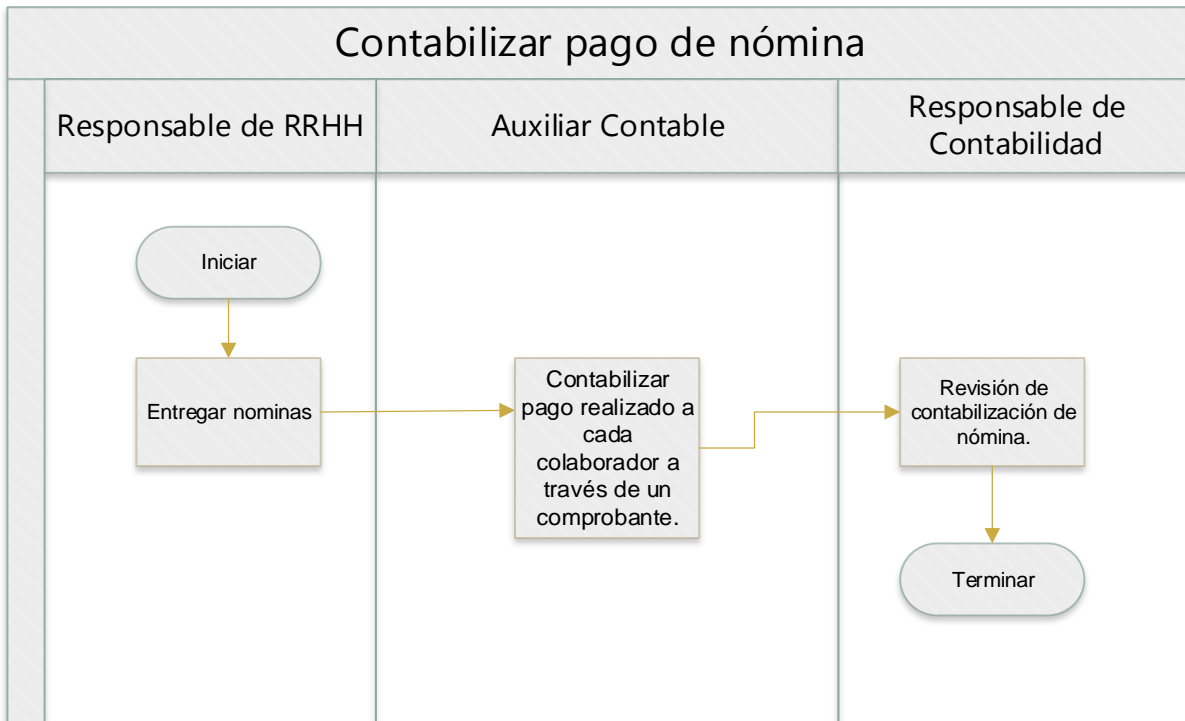 Contabilizar pago de nómina
Responsable de RRHH
Auxiliar Contable
Responsable de
Contabilidad
Iniciar
Entregar nominas
Contabilizar
pago realizado a
cada
colaborador a
través de un
comprobante.
Revisión de
contabilización de
nómina.
Terminar